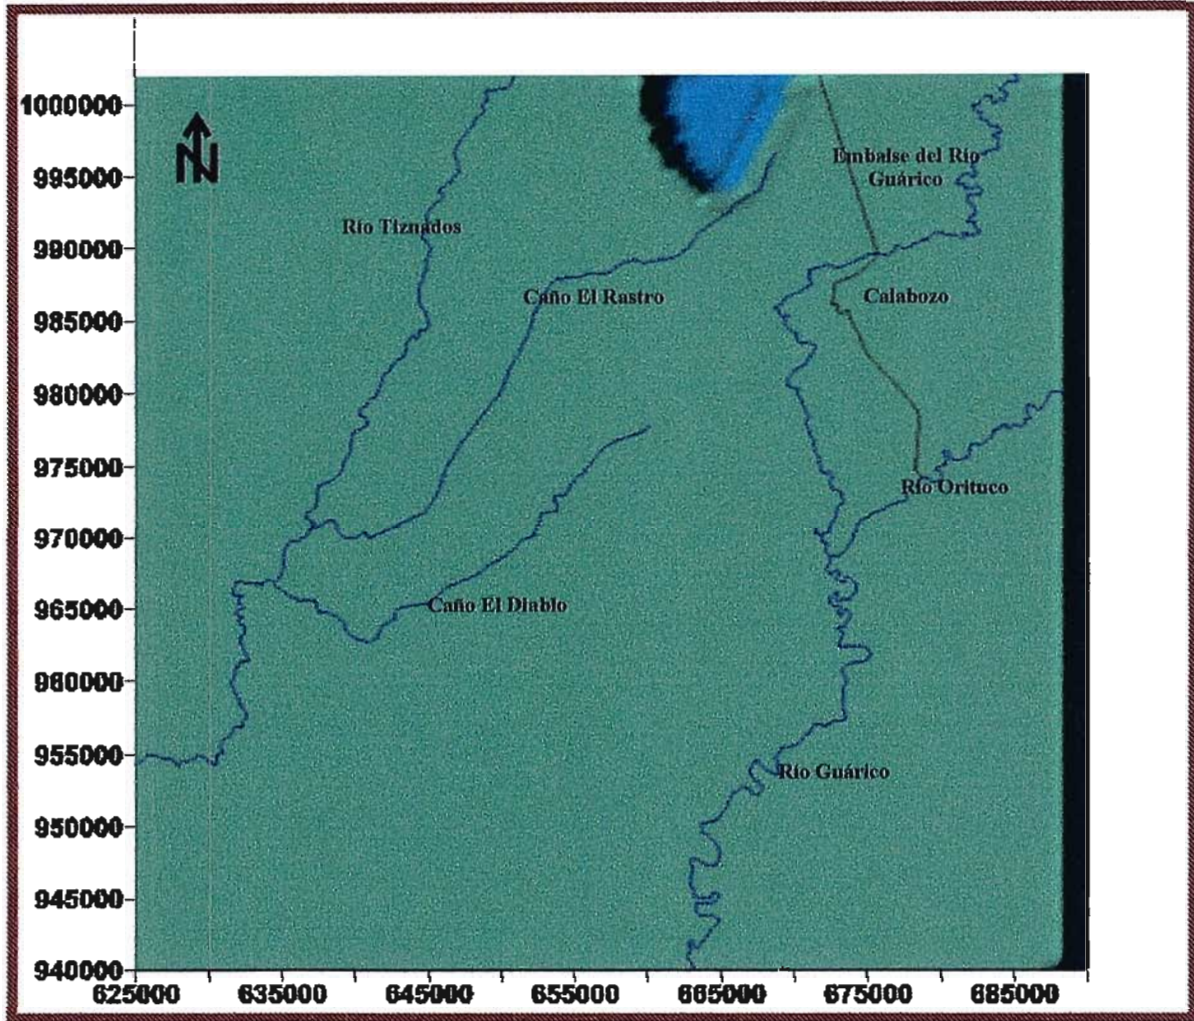 1000000
N
Embalse del Río
Guárico
995000
Río Tiznados
990000
Caño El Rastro
Calabozo
985000
980000
975000
Río Orituco
970000
965000
Caño El Diablo
960000
955000
Río Guárico
950000
945000
940000
625000 635000 645000 655000 665000 675000 685000